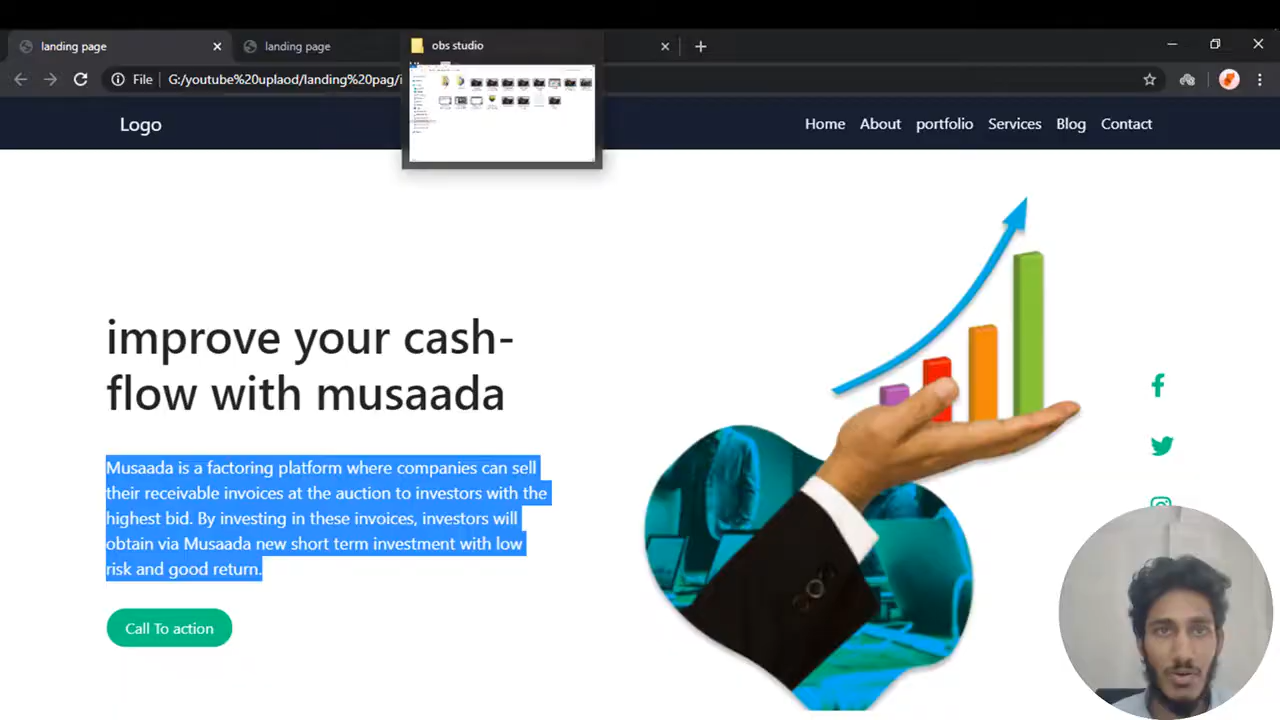 landing page
landing page
obs studio
File
G:/youtube%20uplaod/landing%20pag/i
Logo
Home About portfolio Services Blog Contact
improve your cash-
flow with musaada
Musaada is a factoring platform where companies can sell
their receivable invoices at the auction to investors with the
highest bid. By investing in these invoices, investors will
obtain via Musaada new short term investment with low
risk and good return.
Call To action